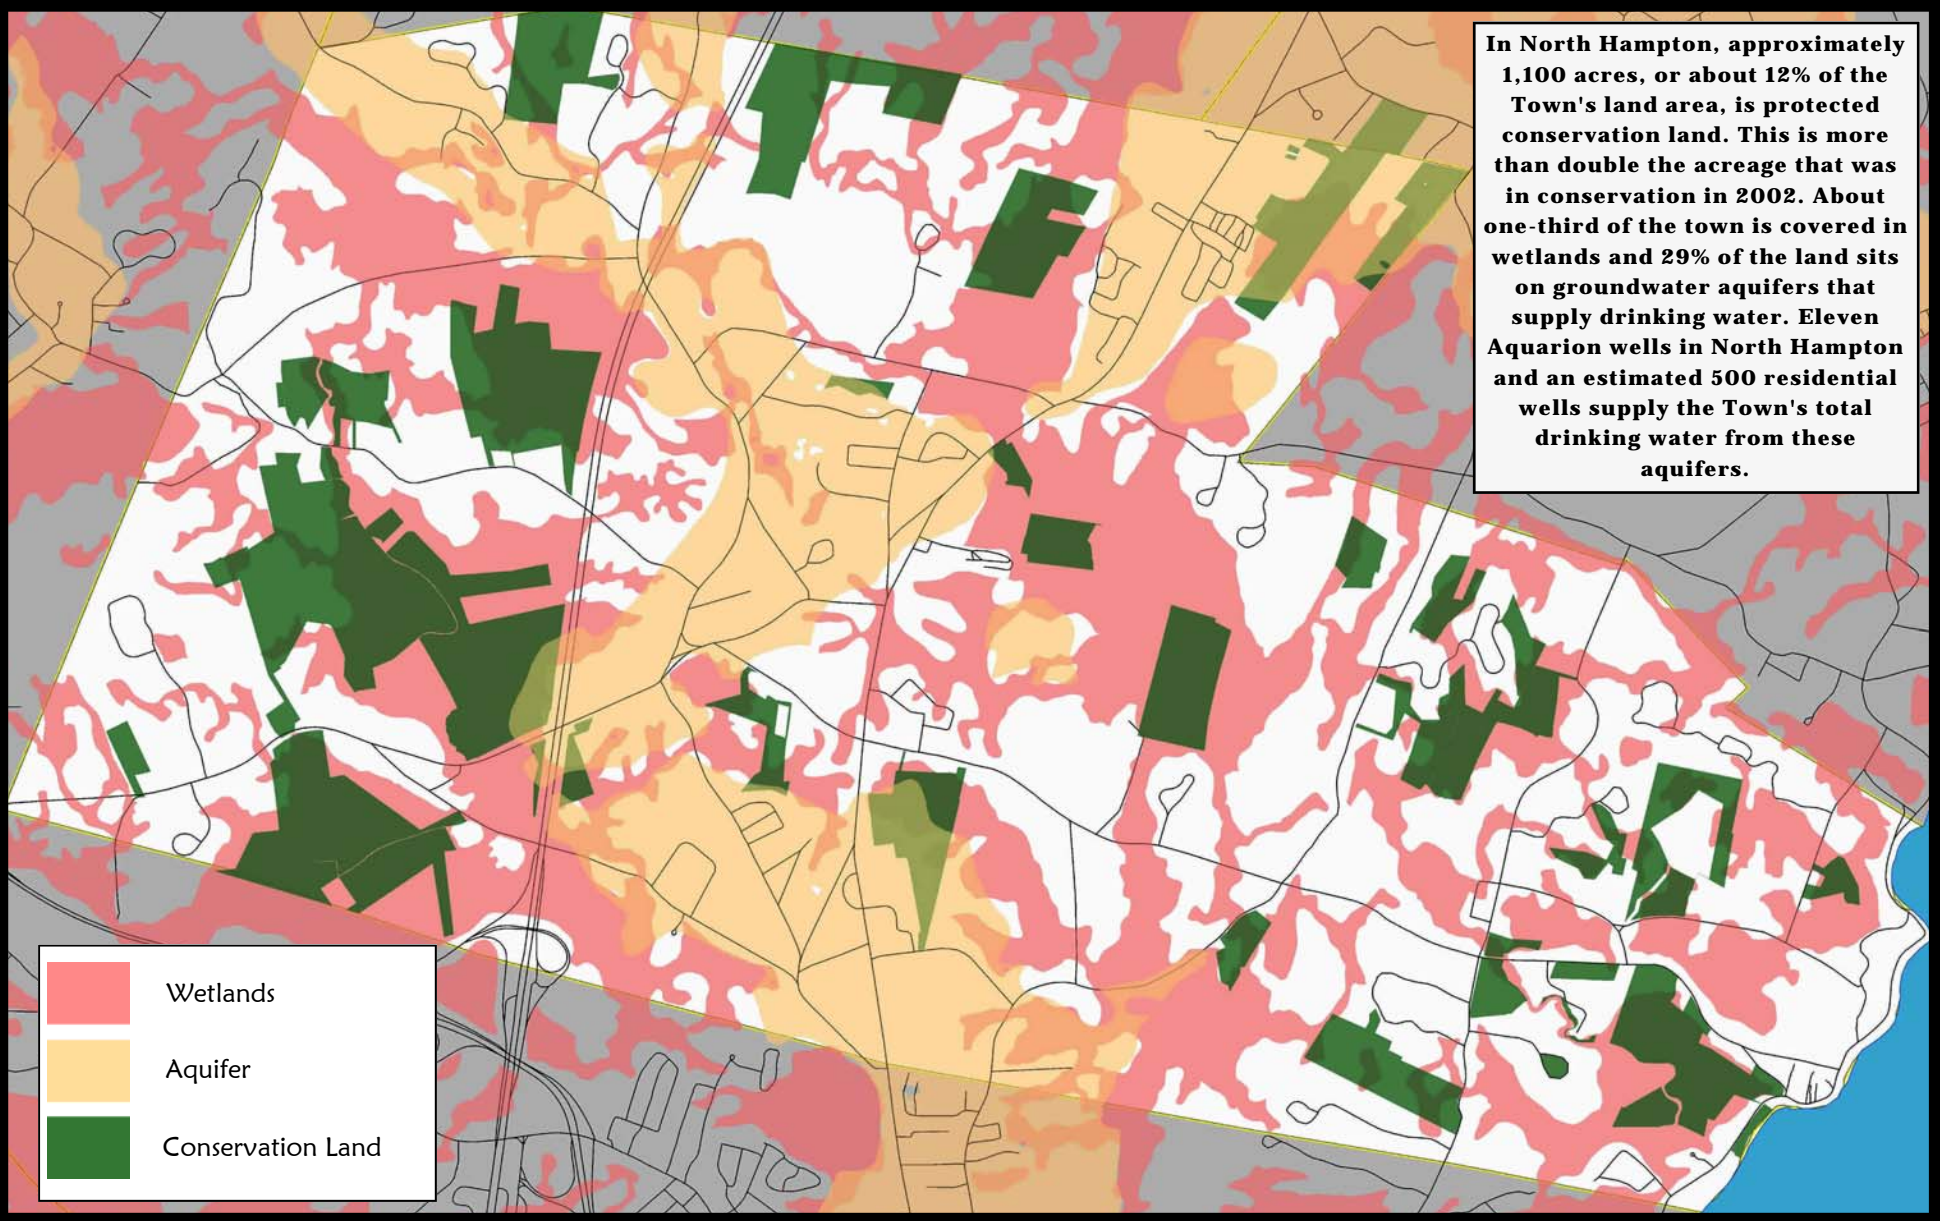 In North Hampton, approximately
1,100 acres, or about 12% of the
Town's land area, is protected
conservation land. This is more
than double the acreage that was
in conservation in 2002. About
one-third of the town is covered in
wetlands and 29% of the land sits
on groundwater aquifers that
supply drinking water. Eleven
Aquarion wells in North Hampton
and an estimated 500 residential
wells supply the Town's total
drinking water from these
aquifers.
Wetlands
Aquifer
Conservation Land